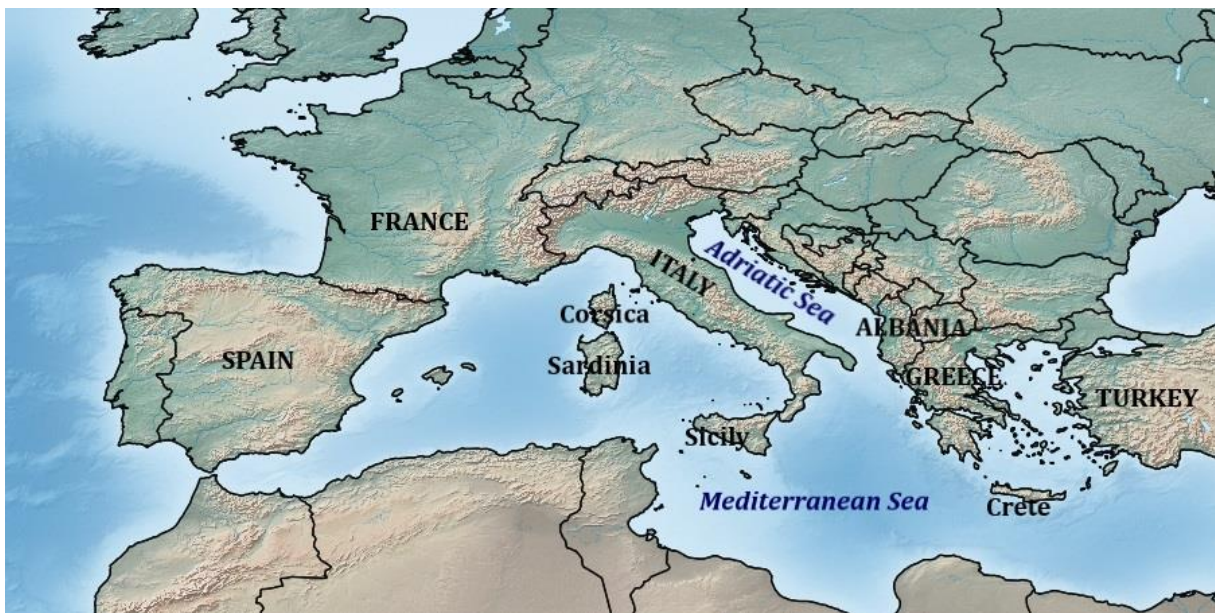 FRANCE
ITALY
Adriatic Sea
Corsica
ALBANIA
SPAIN
Sardinia
GREECE
TURKEY
Sicily
Mediterranean Sea
Crete